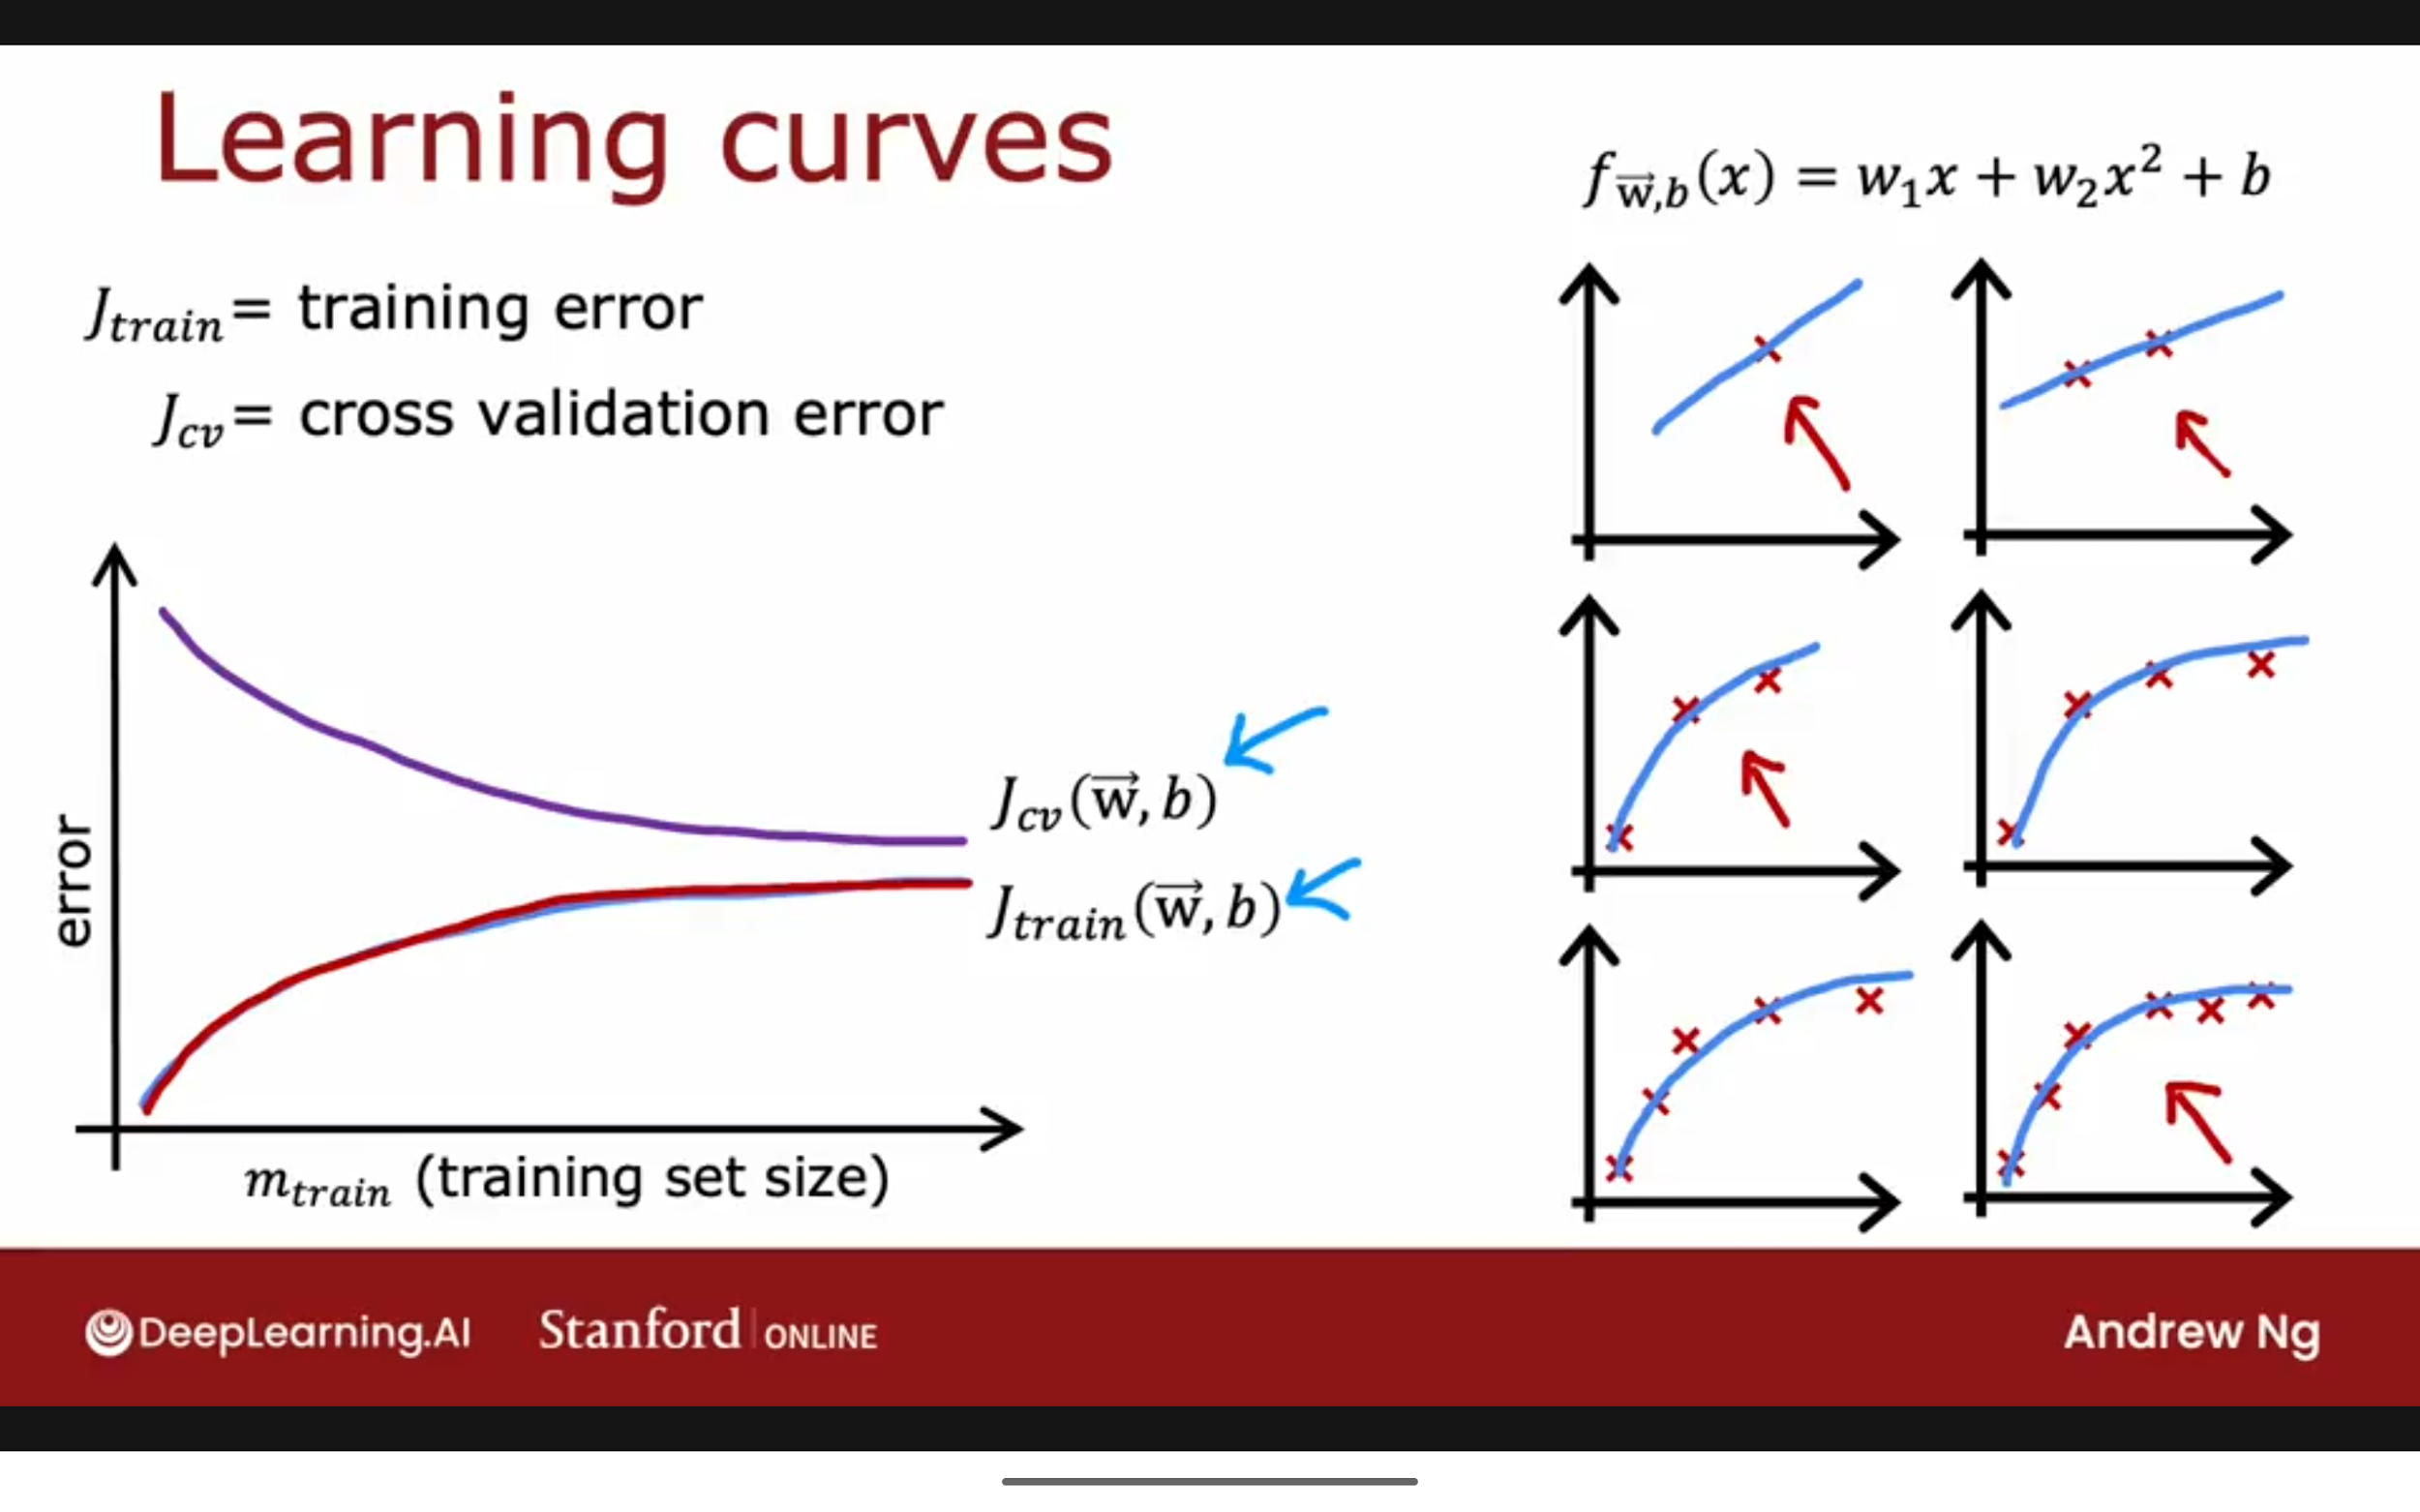 Learning curves
J_train = training error
J_cv = cross validation error
f_w⃗,b(x) = w₁x + w₂x² + b
error
J_cv(w⃗, b)
J_train(w⃗, b)
m_train (training set size)
DeepLearning.AI
Stanford | ONLINE
Andrew Ng